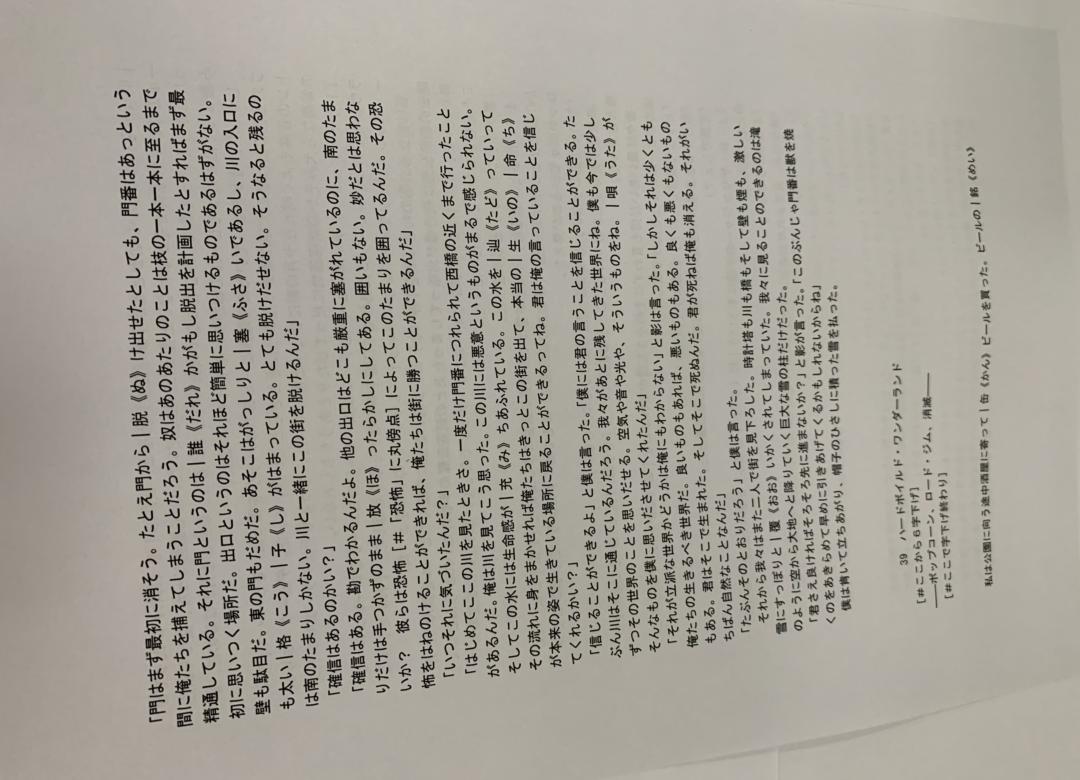 「門はまず最初に消そう。たとえ門から｜脱《ぬ》け出せたとしても、門番はあっという
間に俺たちを捕えてしまうことだろう。奴はあのあたりのことは枝の一本一本に至るまで
精通している。それに門というのは｜誰《だれ》かがもし脱出を計画したとすればまず最
初に思いつく場所だ。出口というのはそれほど簡単に思いつけるものであるはずがない。
壁も駄目だ。東の門もだめだ。あそこはがっしりと｜塞《ふさ》いであるし、川の入口に
も太い｜格《こう》｜子《し》がはまっている。とても脱けだせない。そうなると残るの
は南のたまりしかない。川と一緒にこの街を脱けるんだ」
「確信はあるのかい？」
「確信はある。勘でわかるんだよ。他の出口はどこも厳重に塞がれているのに、南のたま
りだけは手つかずのまま｜放《ほ》ったらかしにしてある。囲いもない。妙だとは思わな
いか？　彼らは恐怖［＃「恐怖」に丸傍点］によってこのたまりを囲ってるんだ。その恐
怖をはねのけることができれば、俺たちは街に勝つことができるんだ」
「いつそれに気づいたんだ？」
「はじめてここの川を見たときさ。一度だけ門番につれられて西橋の近くまで行ったこと
があるんだ。俺は川を見てこう思った。この川には悪意というものがまるで感じられない。
そしてこの水には生命感が｜充《み》ちあふれている。この水を｜辿《たど》っていって
その流れに身をまかせれば俺たちはきっとこの街を出て、本当の｜生《いの》｜命《ち》
が本来の姿で生きている場所に戻ることができるってね。君は俺の言っていることを信じ
てくれるかい？」
「信じることができるよ」と僕は言った。「僕には君の言うことを信じることができる。た
ぶん川はそこに通じているんだろう。我々があとに残してきた世界にね。僕も今では少し
ずつその世界のことを思いだせる。空気や音や光や、そういうものをね。｜唄《うた》が
そんなものを僕に思いださせてくれたんだ」
「それが立派な世界かどうかは俺にもわからない」と影は言った。「しかしそれは少くとも
俺たちの生きるべき世界だ。良いものもあれば、悪いものもある。良くも悪くもないもの
もある。君はそこで生まれた。そしてそこで死ぬんだ。君が死ねば俺も消える。それがい
ちばん自然なことなんだ」
「たぶんそのとおりだろう」と僕は言った。
それから我々はまた二人で街を見下ろした。時計塔も川も橋もそして壁も煙も、激しい
雪にすっぽりと｜覆《おお》いかくされてしまっていた。我々に見ることのできるのは滝
のように空から大地へと降りていく巨大な雪の柱だけだった。
「君さえ良ければそろそろ先に進まないか？」と影が言った。「このぶんじゃ門番は獣を焼
くのをあきらめて早めに引きあげてくるかもしれないからね」
僕は肯いて立ちあがり、帽子のひさしに積った雪を払った。
39　ハードボイルド・ワンダーランド
［＃ここから６字下げ］
――ポップコーン、ロード・ジム、消滅――
［＃ここで字下げ終わり］
私は公園に向う途中酒屋に寄って｜缶《かん》ビールを買った。ビールの｜銘《めい》